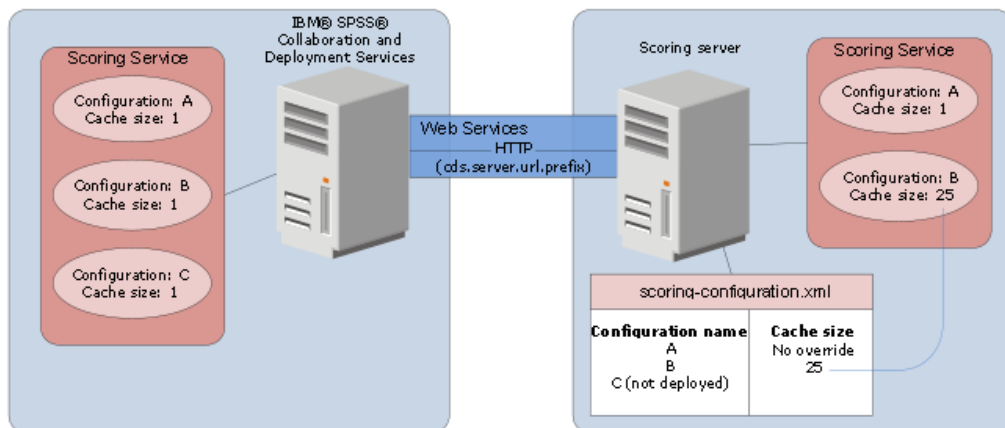 IBM® SPSS®
Collaboration and
Deployment Services
Scoring Service
Configuration: A
Cache size: 1
Configuration: B
Cache size: 1
Configuration: C
Cache size: 1
Web Services
HTTP
(cds.server.url.prefix)
Scoring server
Scoring Service
Configuration: A
Cache size: 1
Configuration: B
Cache size: 25
scoring-configuration.xml
Configuration name
A
B
C (not deployed)
Cache size
No override
25